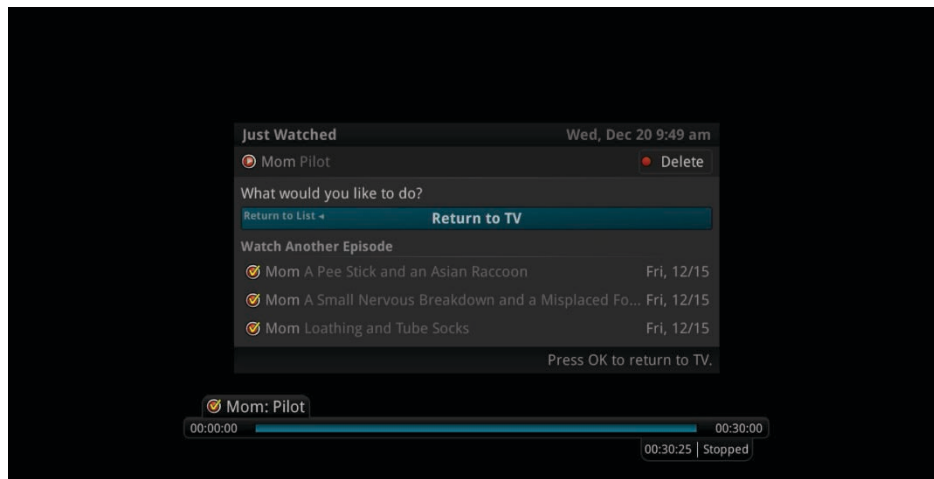 Just Watched Wed, Dec 20 9:49 am
Mom Pilot Delete
What would you like to do?
Return to List ◂ Return to TV
Watch Another Episode
Mom A Pee Stick and an Asian Raccoon Fri, 12/15
Mom A Small Nervous Breakdown and a Misplaced Fo... Fri, 12/15
Mom Loathing and Tube Socks Fri, 12/15
Press OK to return to TV.
Mom: Pilot
00:00:00 00:30:00
00:30:25 | Stopped